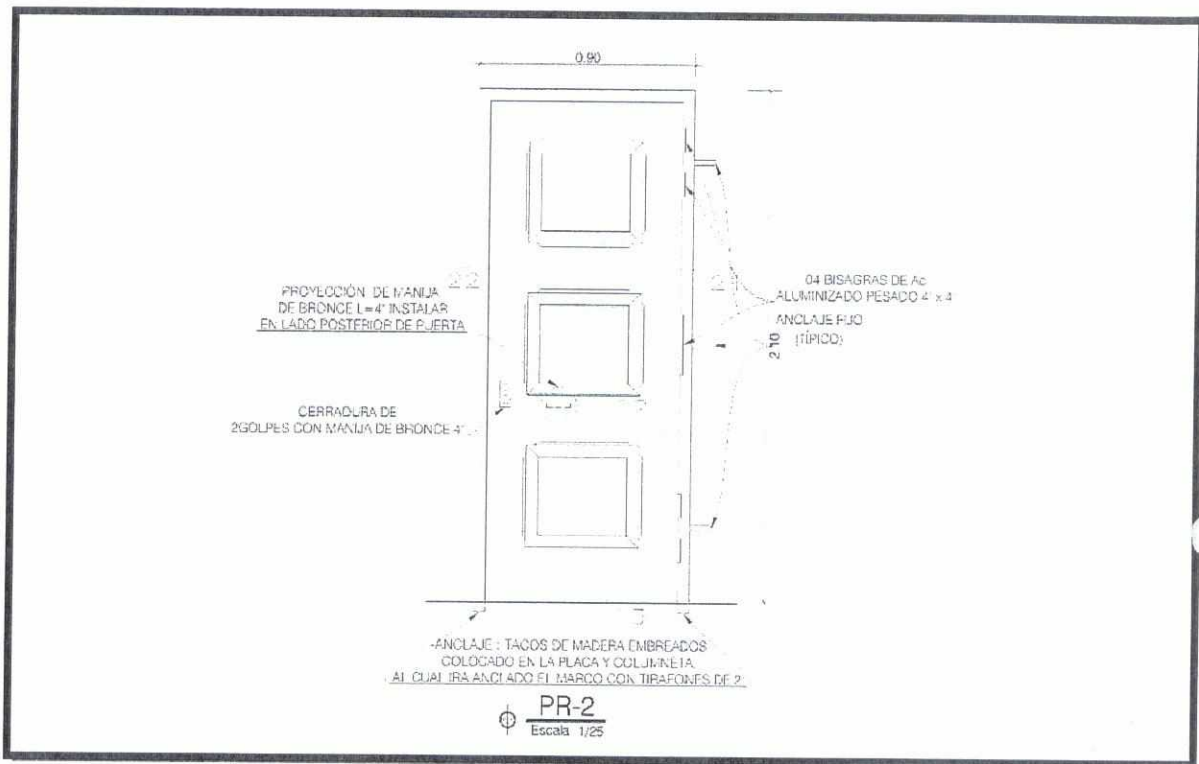 0.90
PROYECCIÓN DE MANIJA
DE BRONCE L=4" INSTALAR
EN LADO POSTERIOR DE PUERTA
CERRADURA DE
2GOLPES CON MANIJA DE BRONCE 4"
04 BISAGRAS DE Ac
ALUMINIZADO PESADO 4" x 4
ANCLAJE FIJO
(TÍPICO)
2.10
-ANCLAJE : TACOS DE MADERA EMBREADOS
COLOCADO EN LA PLACA Y COLUMNETA
AL CUAL IRA ANCLADO EL MARCO CON TIRAFONES DE 2"
PR-2
Escala 1/25